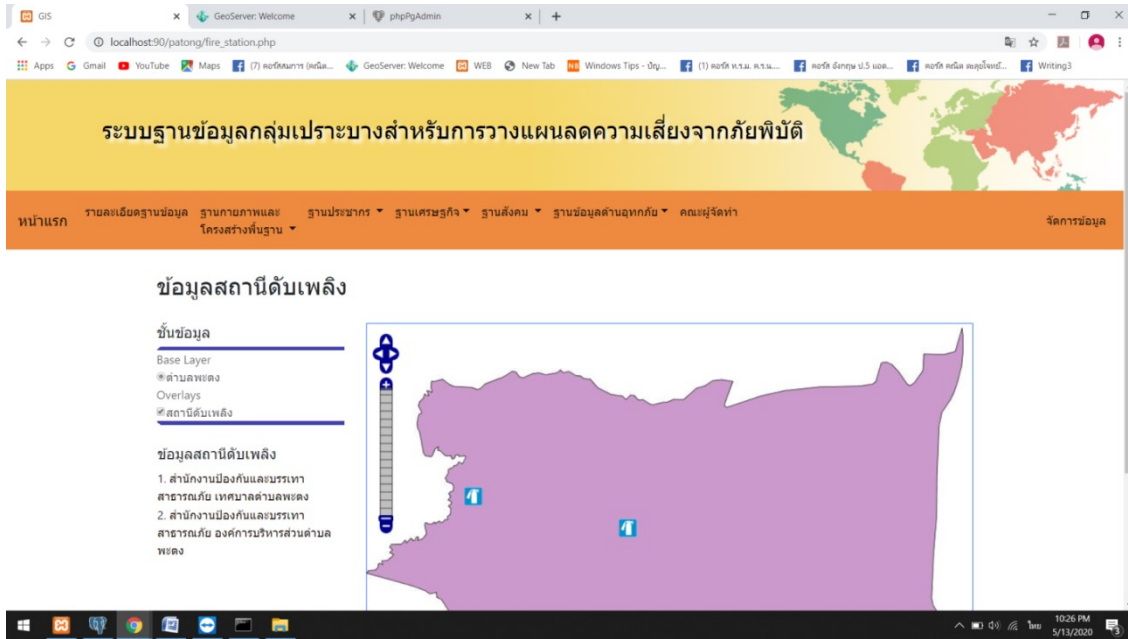 GIS
GeoServer: Welcome
phpPgAdmin
localhost:90/patong/fire_station.php
Apps
Gmail
YouTube
Maps
GeoServer: Welcome
WEB
New Tab
Windows Tips -
Writing3
ระบบฐานข้อมูลกลุ่มเปราะบางสำหรับการวางแผนลดความเสี่ยงจากภัยพิบัติ
หน้าแรก
รายละเอียดฐานข้อมูล
ฐานกายภาพและ
โครงสร้างพื้นฐาน
ฐานประชากร
ฐานเศรษฐกิจ
ฐานสังคม
ฐานข้อมูลด้านอุทกภัย
คณะผู้จัดทำ
จัดการข้อมูล
ข้อมูลสถานีดับเพลิง
ชั้นข้อมูล
Base Layer
ตำบลพะตง
Overlays
สถานีดับเพลิง
ข้อมูลสถานีดับเพลิง
1. สำนักงานป้องกันและบรรเทา
สาธารณภัย เทศบาลตำบลพะตง
2. สำนักงานป้องกันและบรรเทา
สาธารณภัย องค์การบริหารส่วนตำบล
พะตง
ไทย
10:26 PM
5/13/2020